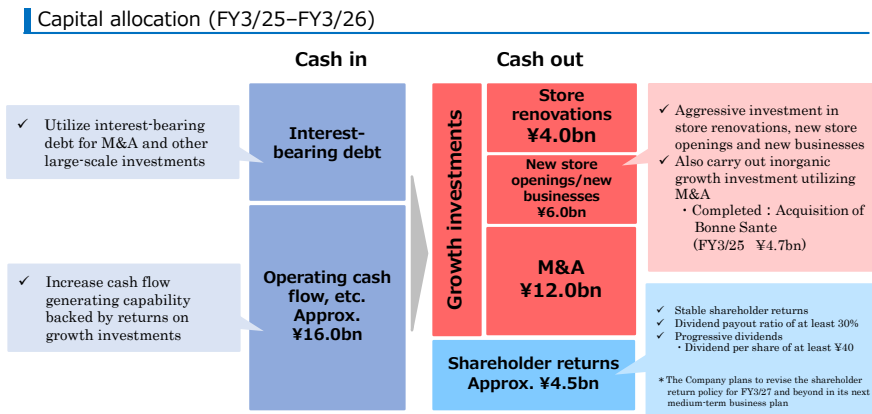 Capital allocation (FY3/25–FY3/26)
Cash in
Cash out
✓ Utilize interest-bearing
debt for M&A and other
large-scale investments
Interest-
bearing debt
✓ Increase cash flow
generating capability
backed by returns on
growth investments
Operating cash
flow, etc.
Approx.
¥16.0bn
Growth investments
Store
renovations
¥4.0bn
New store
openings/new
businesses
¥6.0bn
M&A
¥12.0bn
Shareholder returns
Approx. ¥4.5bn
✓ Aggressive investment in
store renovations, new store
openings and new businesses
✓ Also carry out inorganic
growth investment utilizing
M&A
・Completed：Acquisition of
Bonne Sante
(FY3/25 ¥4.7bn)
✓ Stable shareholder returns
✓ Dividend payout ratio of at least 30%
✓ Progressive dividends
・Dividend per share of at least ¥40
＊The Company plans to revise the shareholder
return policy for FY3/27 and beyond in its next
medium-term business plan